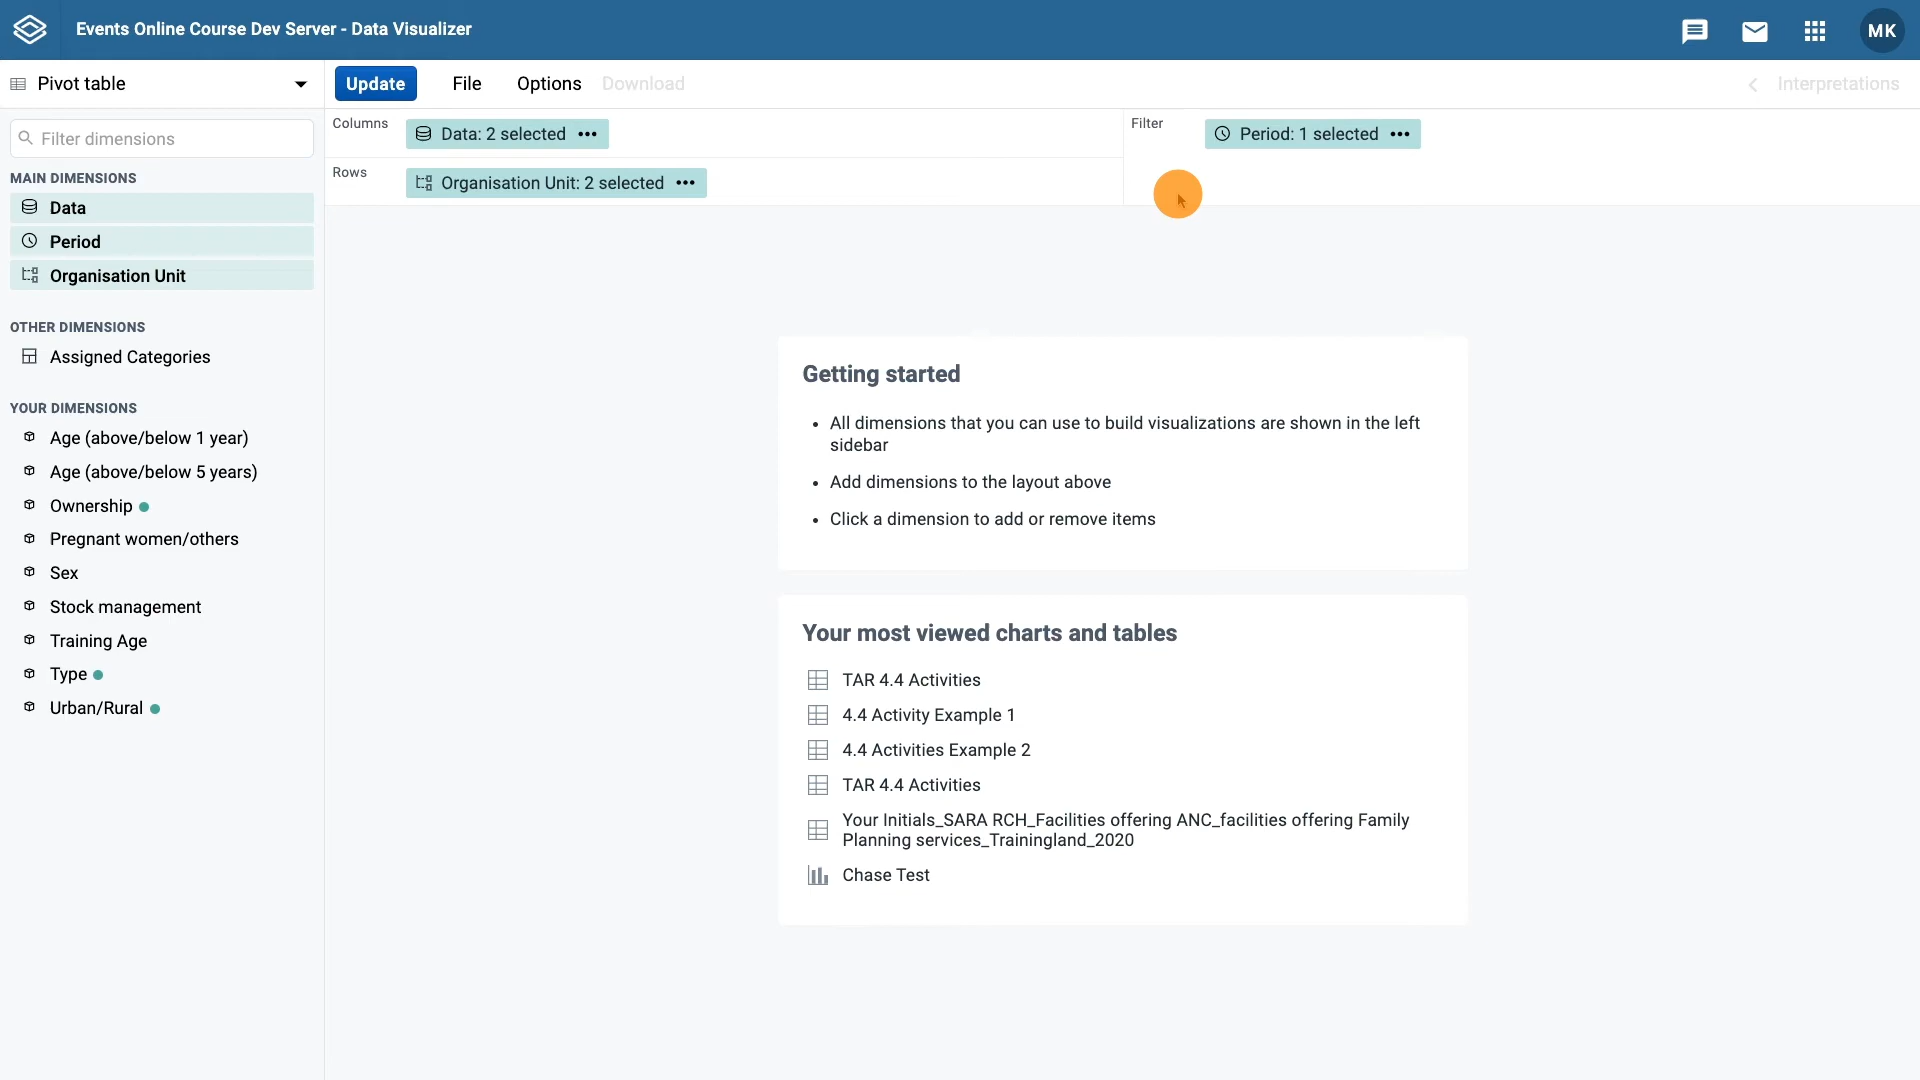 Events Online Course Dev Server - Data Visualizer
MK
Pivot table
Update
File
Options
Download
Interpretations
Filter dimensions
Columns
Data: 2 selected
Filter
Period: 1 selected
Rows
Organisation Unit: 2 selected
MAIN DIMENSIONS
Data
Period
Organisation Unit
OTHER DIMENSIONS
Assigned Categories
YOUR DIMENSIONS
Age (above/below 1 year)
Age (above/below 5 years)
Ownership
Pregnant women/others
Sex
Stock management
Training Age
Type
Urban/Rural
Getting started
• All dimensions that you can use to build visualizations are shown in the left
sidebar
• Add dimensions to the layout above
• Click a dimension to add or remove items
Your most viewed charts and tables
TAR 4.4 Activities
4.4 Activity Example 1
4.4 Activities Example 2
TAR 4.4 Activities
Your Initials_SARA RCH_Facilities offering ANC_facilities offering Family
Planning services_Trainingland_2020
Chase Test